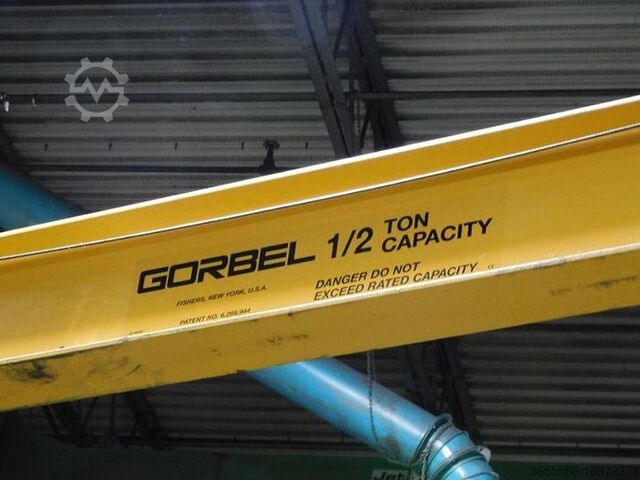 GORBEL 1/2 TON CAPACITY
FISHERS, NEW YORK, U.S.A.
DANGER DO NOT
EXCEED RATED CAPACITY
PATENT NO. 6,269,944